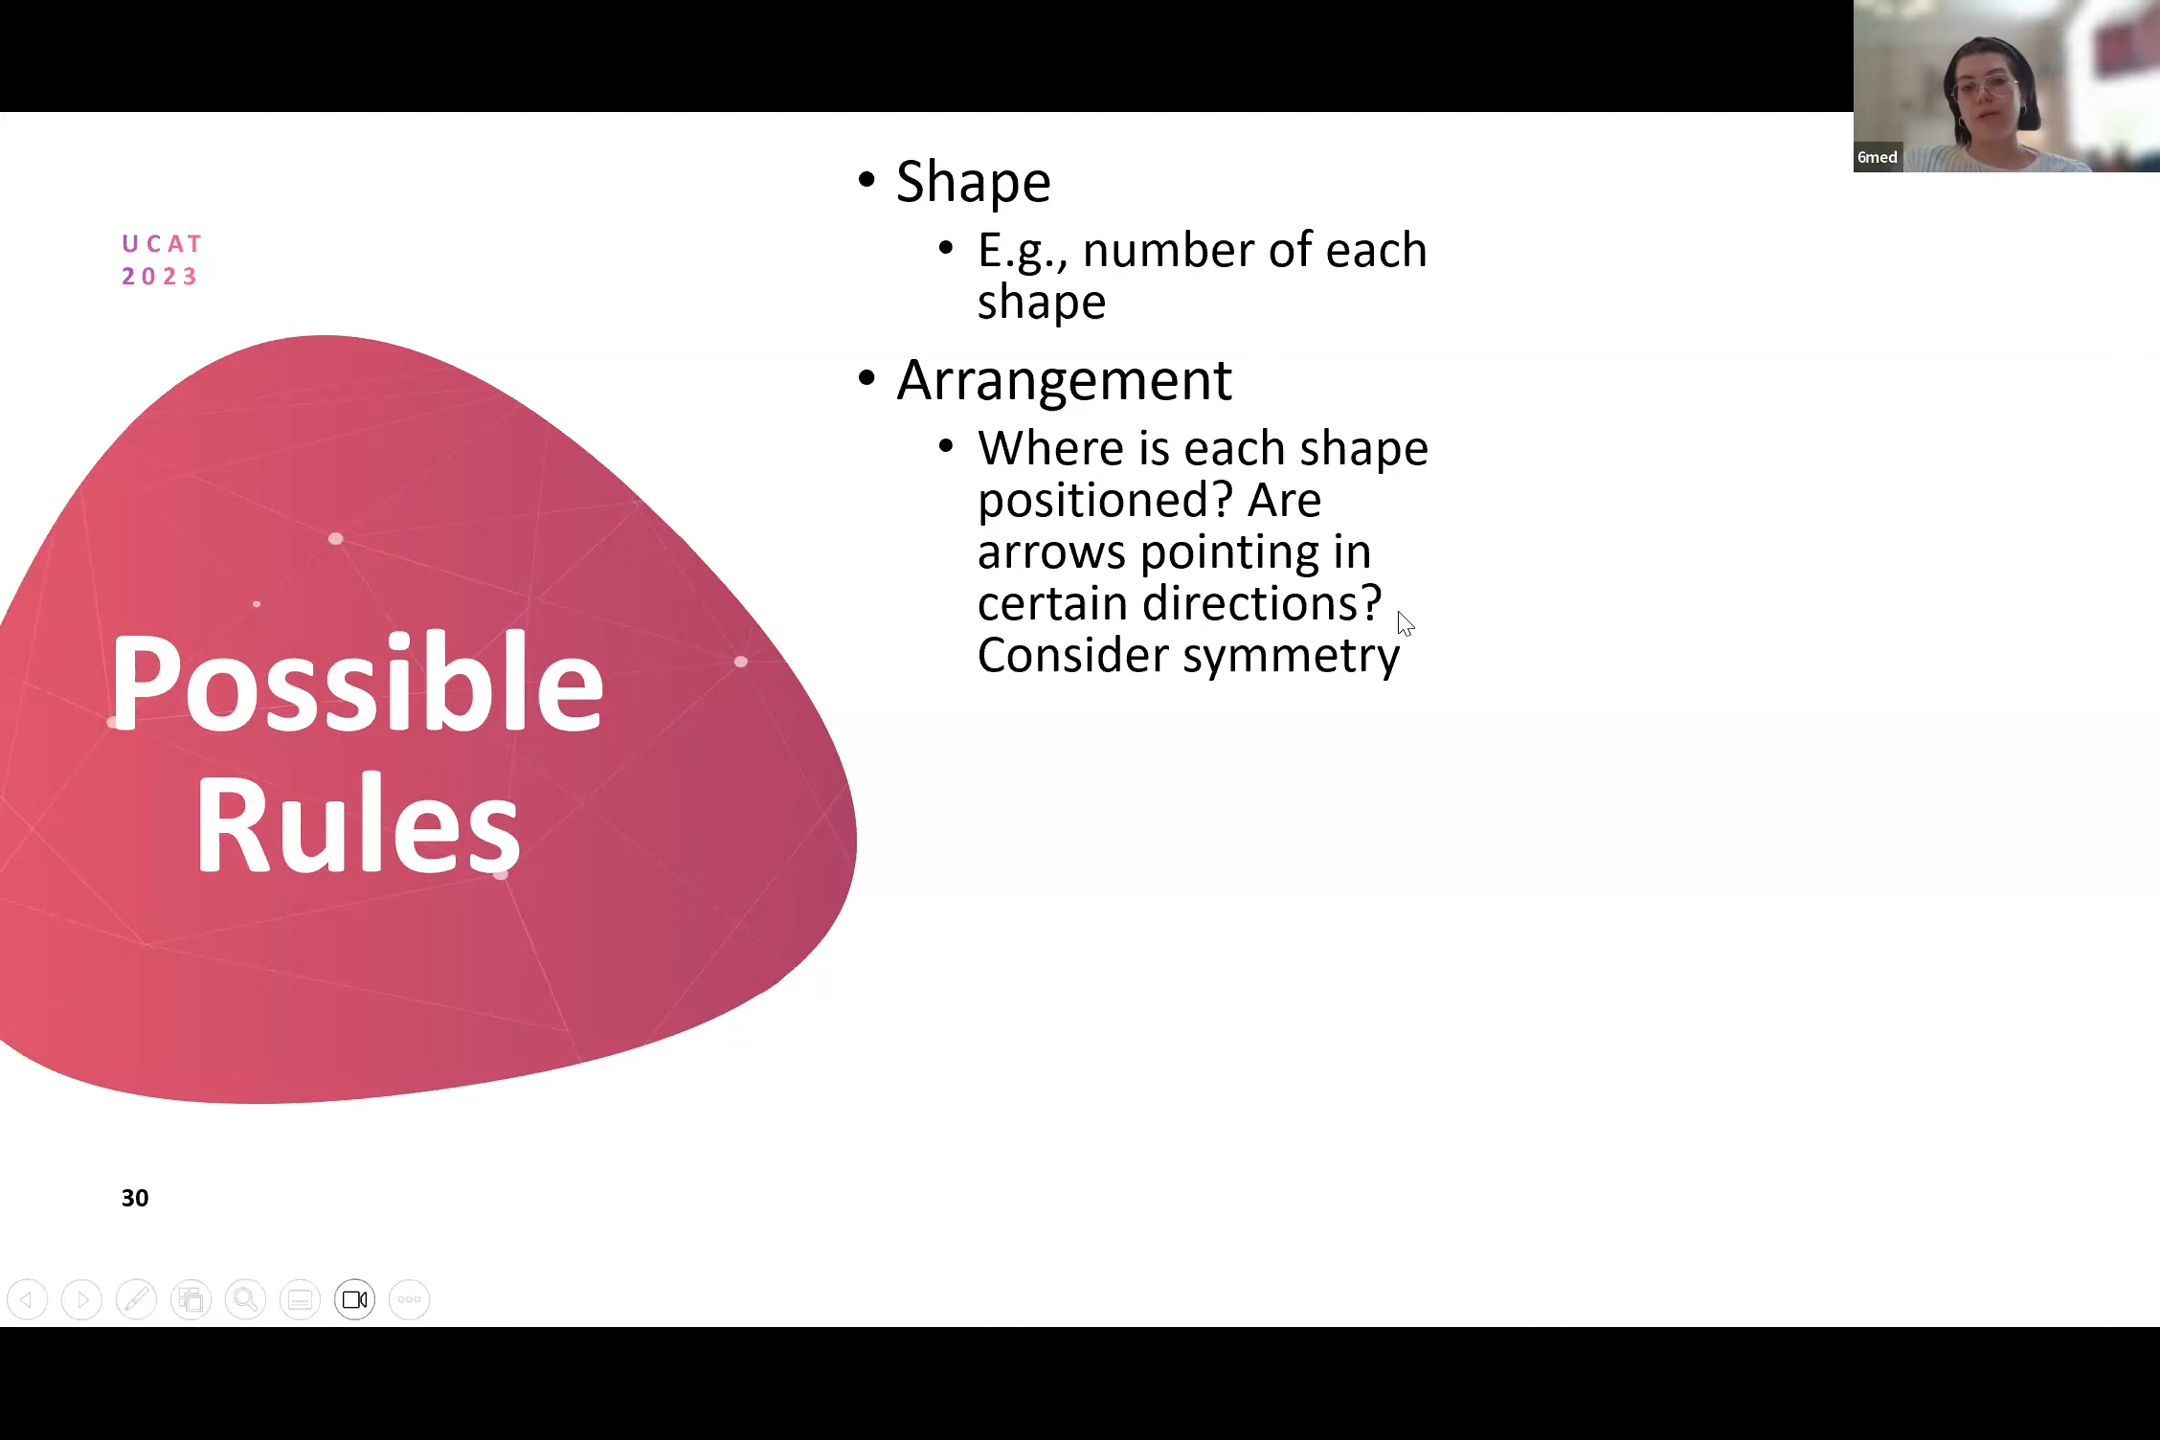 6med
UCAT
2023
Possible
Rules
• Shape
• E.g., number of each
shape
• Arrangement
• Where is each shape
positioned? Are
arrows pointing in
certain directions?
Consider symmetry
30